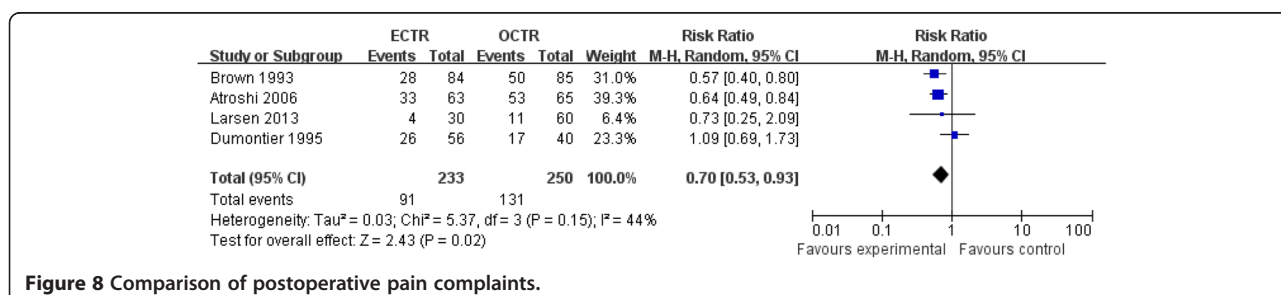 ECTR OCTR Risk Ratio Risk Ratio
Study or Subgroup Events Total Events Total Weight M-H, Random, 95% CI M-H, Random, 95% CI
Brown 1993 28 84 50 85 31.0% 0.57 [0.40, 0.80]
Atroshi 2006 33 63 53 65 39.3% 0.64 [0.49, 0.84]
Larsen 2013 4 30 11 60 6.4% 0.73 [0.25, 2.09]
Dumontier 1995 26 56 17 40 23.3% 1.09 [0.69, 1.73]
Total (95% CI) 233 250 100.0% 0.70 [0.53, 0.93]
Total events 91 131
Heterogeneity: Tau² = 0.03; Chi² = 5.37, df = 3 (P = 0.15); I² = 44%
Test for overall effect: Z = 2.43 (P = 0.02)
0.01 0.1 1 10 100
Favours experimental Favours control
Figure 8 Comparison of postoperative pain complaints.